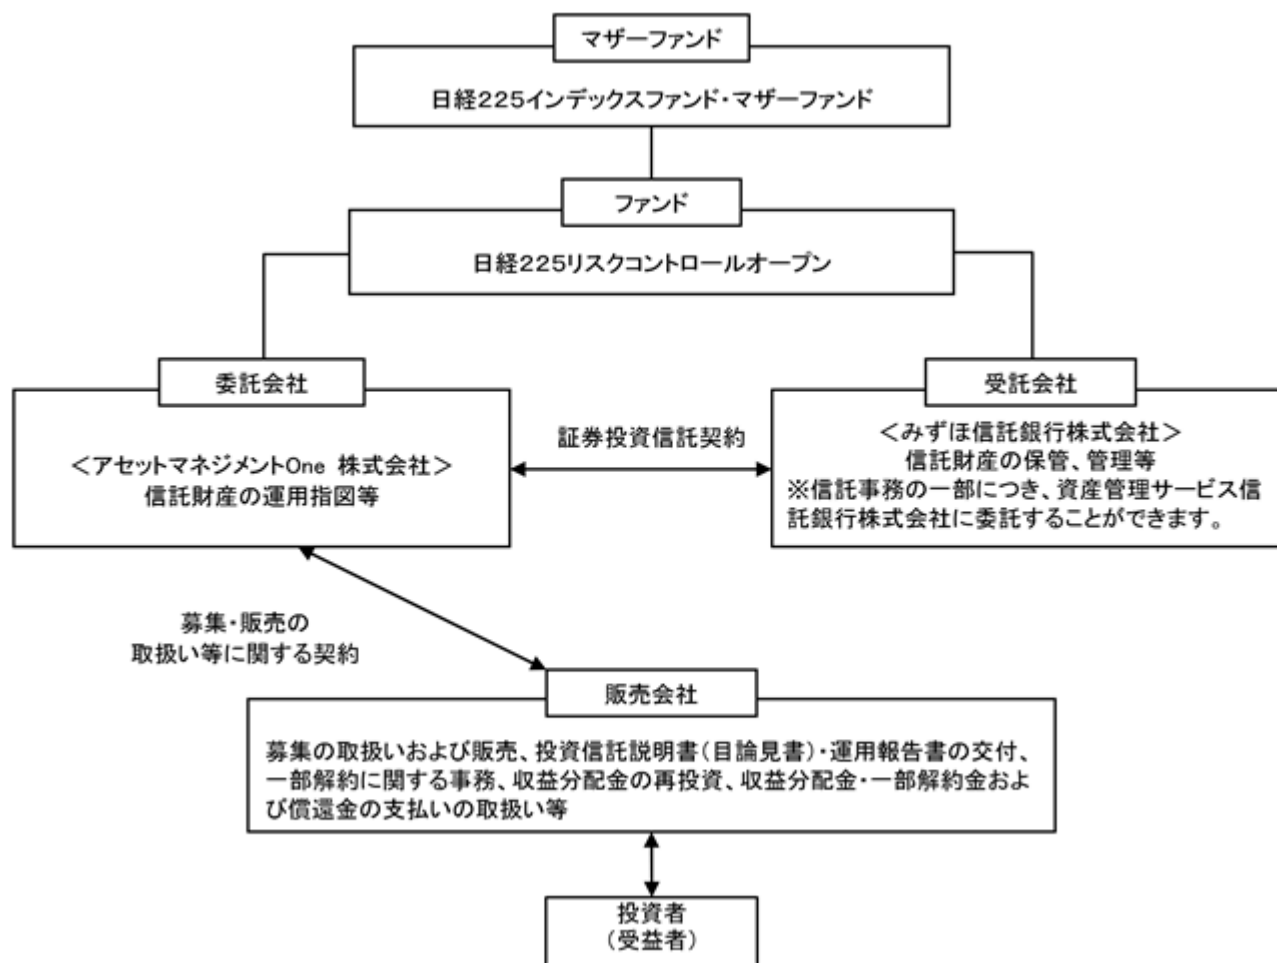 マザーファンド
日経225インデックスファンド・マザーファンド
ファンド
日経225リスクコントロールオープン
委託会社
<アセットマネジメントOne 株式会社>
信託財産の運用指図等
証券投資信託契約
受託会社
<みずほ信託銀行株式会社>
信託財産の保管、管理等
※信託事務の一部につき、資産管理サービス信
託銀行株式会社に委託することができます。
募集・販売の
取扱い等に関する契約
販売会社
募集の取扱いおよび販売、投資信託説明書(目論見書)・運用報告書の交付、
一部解約に関する事務、収益分配金の再投資、収益分配金・一部解約金およ
び償還金の支払いの取扱い等
投資者
(受益者)